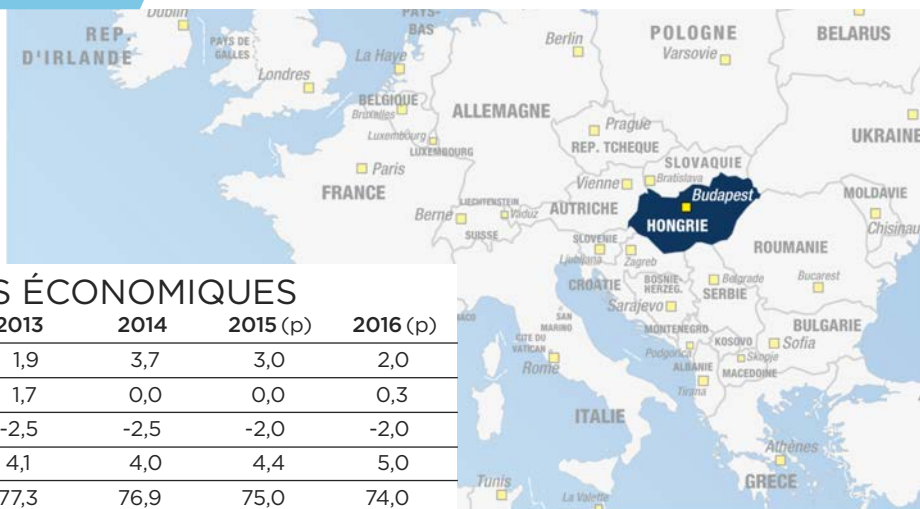 Dublin
REP.
D'IRLANDE
PAYS DE
GALLES
Londres
PAYS-
BAS
La Haye
Berlin
POLOGNE
Varsovie
BELARUS
BELGIQUE
Bruxelles
ALLEMAGNE
Luxembourg
LUXEMBOURG
Prague
REP. TCHEQUE
UKRAINE
Paris
FRANCE
SLOVAQUIE
Vienne
Bratislava
Budapest
HONGRIE
MOLDAVIE
Chisinau
LIECHTENSTEIN
Berne
Vaduz
SUISSE
AUTRICHE
SLOVENIE
Ljubljana
Zagreb
ROUMANIE
CROATIE
BOSNIE-
HERZEG.
Belgrade
SERBIE
Bucarest
Sarajevo
SAN
MARINO
CITE DU
VATICAN
Rome
MONTENEGRO
Podgorica
KOSOVO
Skopje
BULGARIE
Sofia
ALBANIE
MACEDOINE
Tirana
ITALIE
Athènes
GRECE
Tunis
La Valette
NACO
S ÉCONOMIQUES
2013 2014 2015 (p) 2016 (p)
1,9 3,7 3,0 2,0
1,7 0,0 0,0 0,3
-2,5 -2,5 -2,0 -2,0
4,1 4,0 4,4 5,0
77,3 76,9 75,0 74,0